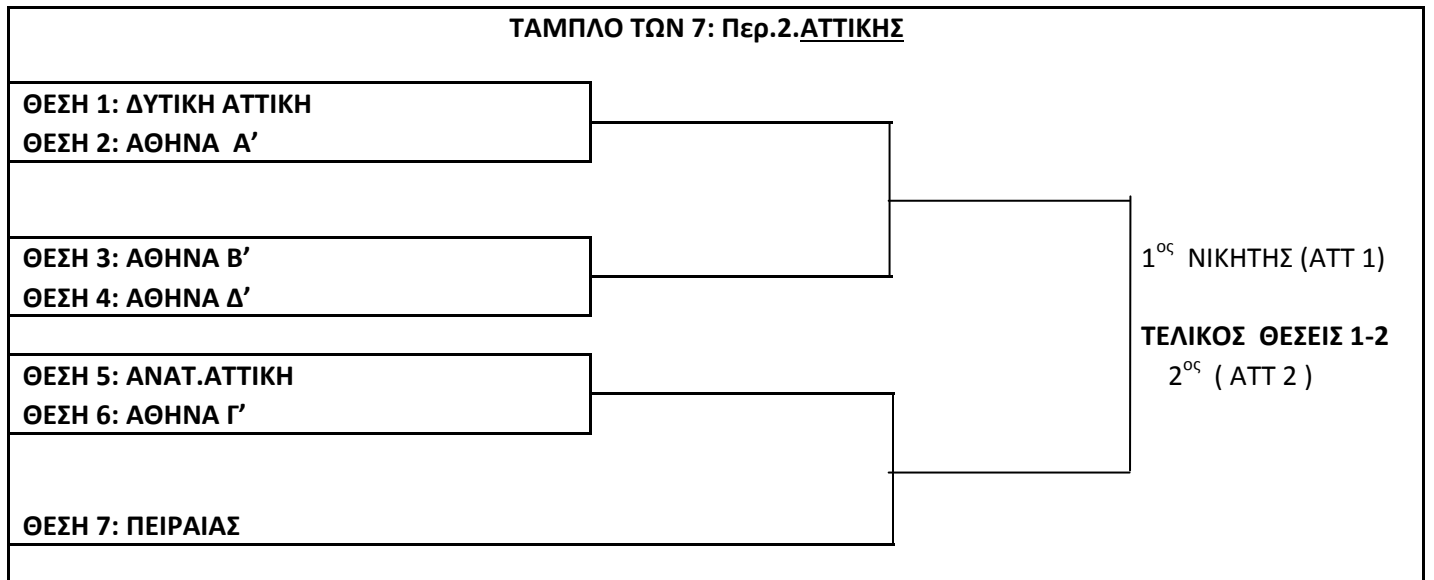 ΤΑΜΠΛΟ ΤΩΝ 7: Περ.2.ΑΤΤΙΚΗΣ
ΘΕΣΗ 1: ΔΥΤΙΚΗ ΑΤΤΙΚΗ
ΘΕΣΗ 2: ΑΘΗΝΑ Α’
ΘΕΣΗ 3: ΑΘΗΝΑ Β’
ΘΕΣΗ 4: ΑΘΗΝΑ Δ’
ΘΕΣΗ 5: ΑΝΑΤ.ΑΤΤΙΚΗ
ΘΕΣΗ 6: ΑΘΗΝΑ Γ’
ΘΕΣΗ 7: ΠΕΙΡΑΙΑΣ
1ος ΝΙΚΗΤΗΣ (ΑΤΤ 1)
ΤΕΛΙΚΟΣ ΘΕΣΕΙΣ 1-2
2ος ( ΑΤΤ 2 )